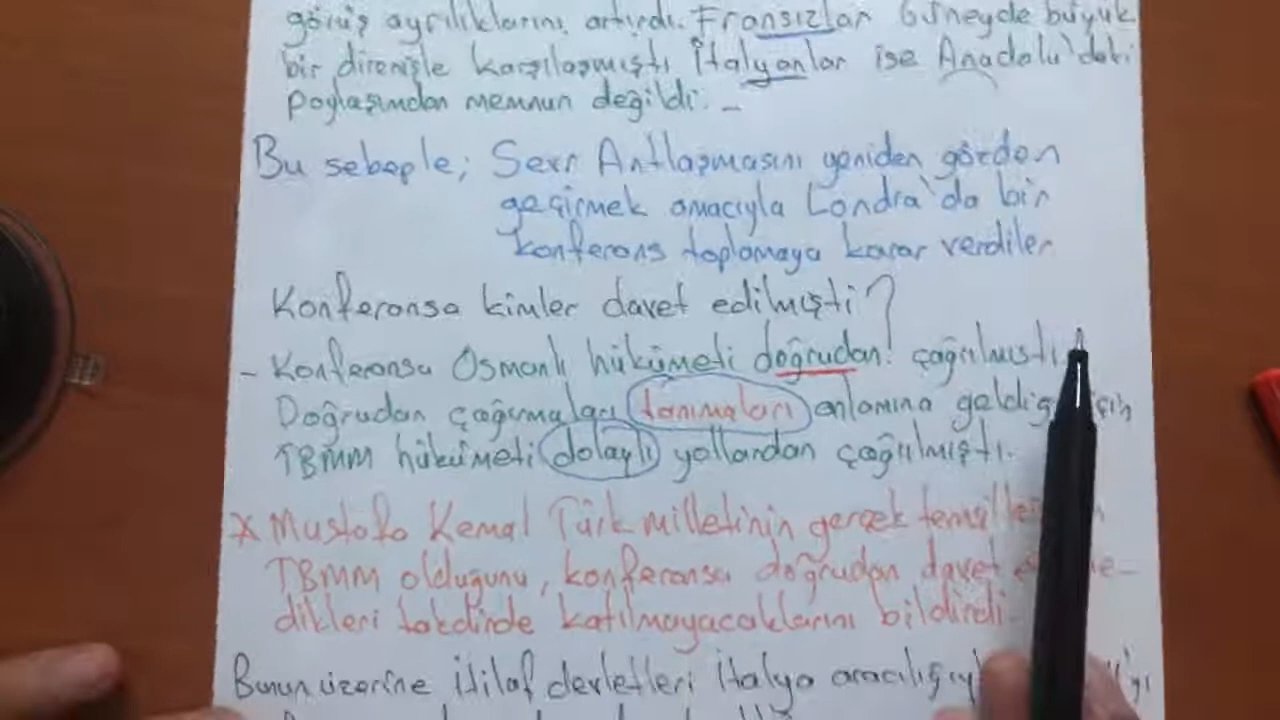 görüş ayrılıklarını artırdı. Fransızlar Güneyde büyük
bir direnişle karşılaşmıştı İtalyanlar ise Anadolu'daki
paylaşımdan memnun değildi. _
Bu sebeple; Sevr Antlaşmasını yeniden gözden
geçirmek amacıyla Londra'da bir
konferans toplamaya karar verdiler
Konferansa kimler davet edilmişti?
- Konferansa Osmanlı hükümeti doğrudan! çağrılmıştı
Doğrudan çağırmaları tanımaları anlamına geldiği için
TBMM hükümeti dolaylı yollardan çağrılmıştı.
* Mustafa Kemal Türk milletinin gerçek
TBMM olduğunu, konferansa doğrudan davet
dikleri takdirde katılmayacaklarını bildirdi.
Bunun üzerine İtilaf devletleri İtalya